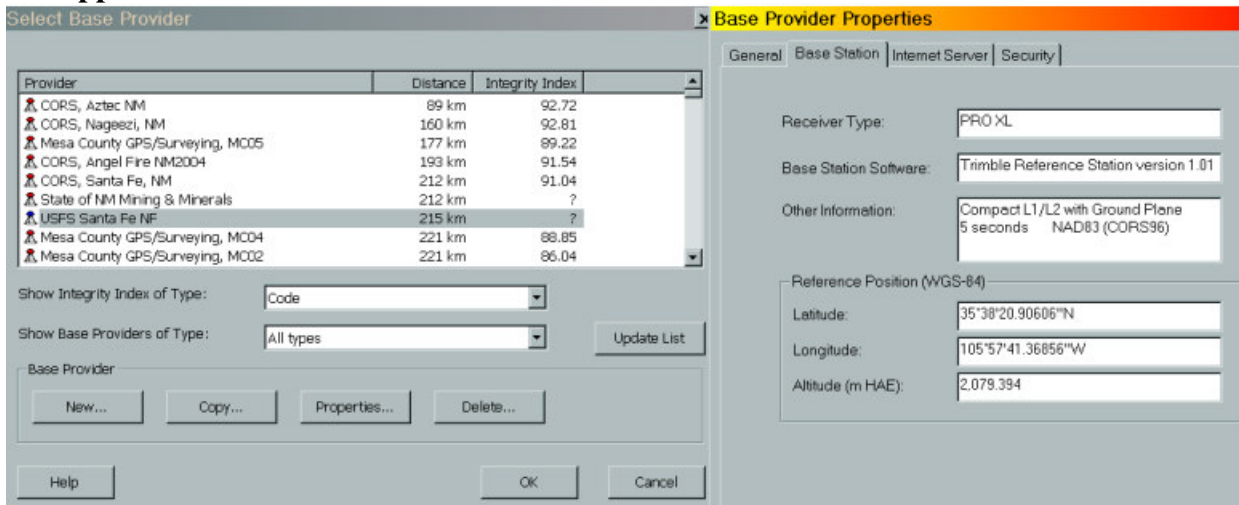 Select Base Provider
Provider Distance Integrity Index
CORS, Aztec NM 89 km 92.72
CORS, Nageezi, NM 160 km 92.81
Mesa County GPS/Surveying, MC05 177 km 89.22
CORS, Angel Fire NM2004 193 km 91.54
CORS, Santa Fe, NM 212 km 91.04
State of NM Mining & Minerals 212 km ?
USFS Santa Fe NF 215 km ?
Mesa County GPS/Surveying, MC04 221 km 88.85
Mesa County GPS/Surveying, MC02 221 km 86.04
Show Integrity Index of Type: Code
Show Base Providers of Type: All types Update List
Base Provider
New... Copy... Properties... Delete...
Help OK Cancel
Base Provider Properties
General Base Station Internet Server Security
Receiver Type: PRO XL
Base Station Software: Trimble Reference Station version 1.01
Other Information: Compact L1/L2 with Ground Plane
5 seconds NAD83 (CORS96)
Reference Position (WGS-84)
Latitude: 35°38'20.90606"N
Longitude: 105°57'41.36856"W
Altitude (m HAE): 2,079.394